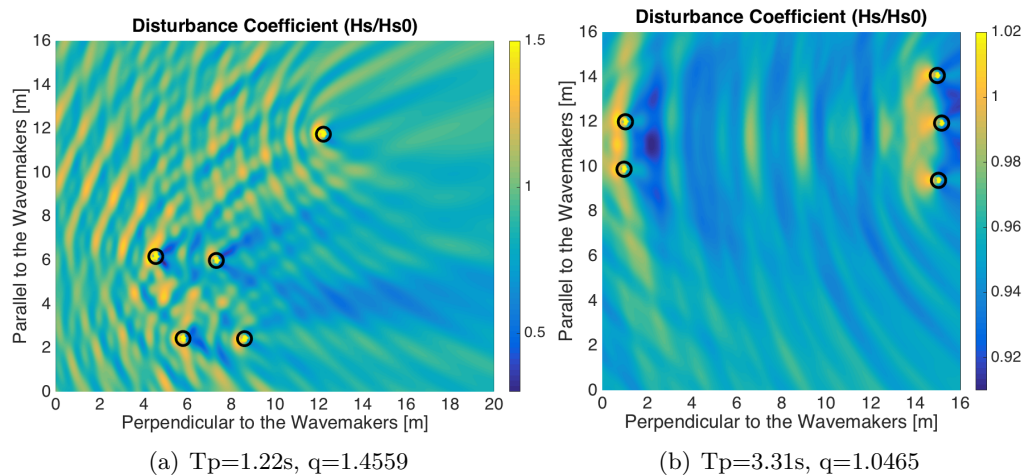 Disturbance Coefficient (Hs/Hs0)
16
14
12
10
8
6
4
2
0
0 2 4 6 8 10 12 14 16 18 20
Parallel to the Wavemakers [m]
Perpendicular to the Wavemakers [m]
1.5
1
0.5
(a) Tp=1.22s, q=1.4559
Disturbance Coefficient (Hs/Hs0)
16
14
12
10
8
6
4
2
0
0 2 4 6 8 10 12 14 16
Parallel to the Wavemakers [m]
Perpendicular to the Wavemakers [m]
1.02
1
0.98
0.96
0.94
0.92
(b) Tp=3.31s, q=1.0465